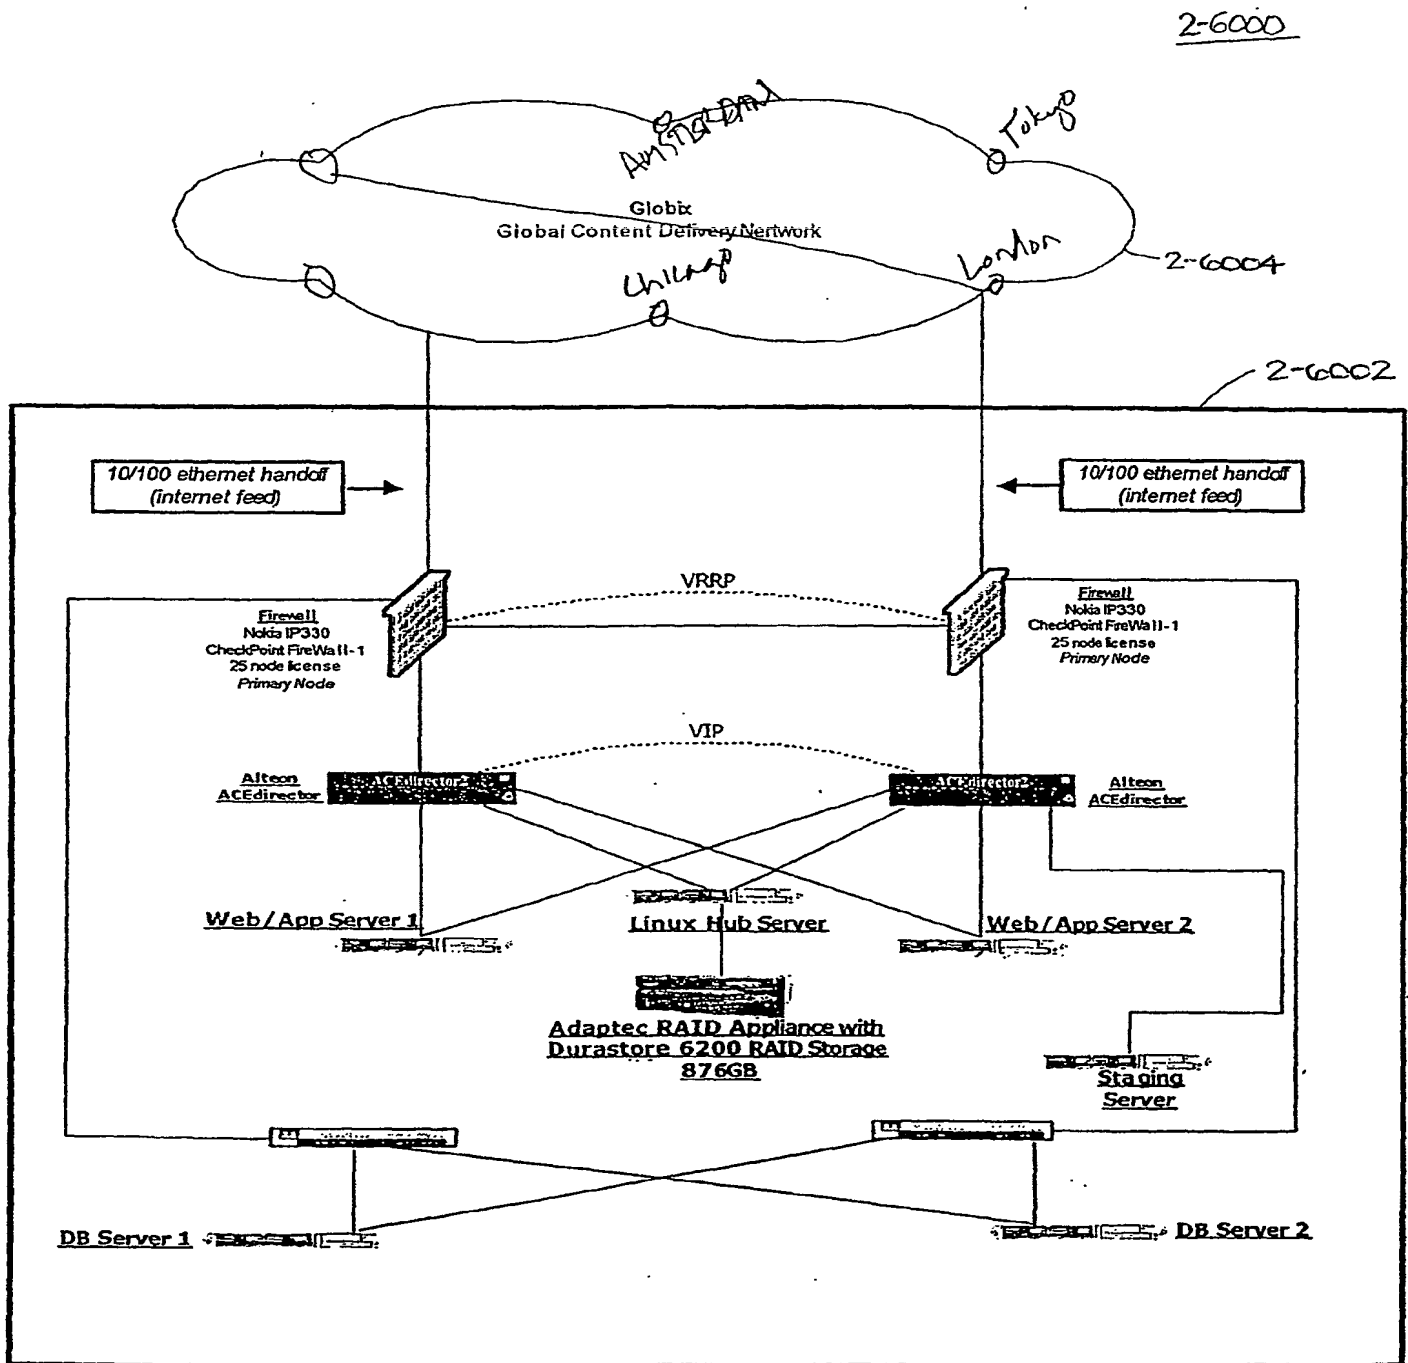 2-6000
AMSTERDAM
Tokyo
Globix
Global Content Delivery Nertwork
Chicago
London
2-6004
2-6002
10/100 ethernet handoff
(internet feed)
10/100 ethernet handoff
(internet feed)
VRRP
Firewall
Nokia IP330
CheckPoint FireWall-1
25 node license
Primary Node
Firewall
Nokia IP330
CheckPoint FireWall-1
25 node license
Primary Node
VIP
Alteon
ACEdirector
ACEdirector2
ACEdirector2
Alteon
ACEdirector
Web/App Server 1
Linux Hub Server
Web/App Server 2
Adaptec RAID Appliance with
Durastore 6200 RAID Storage
876GB
Staging
Server
DB Server 1
DB Server 2